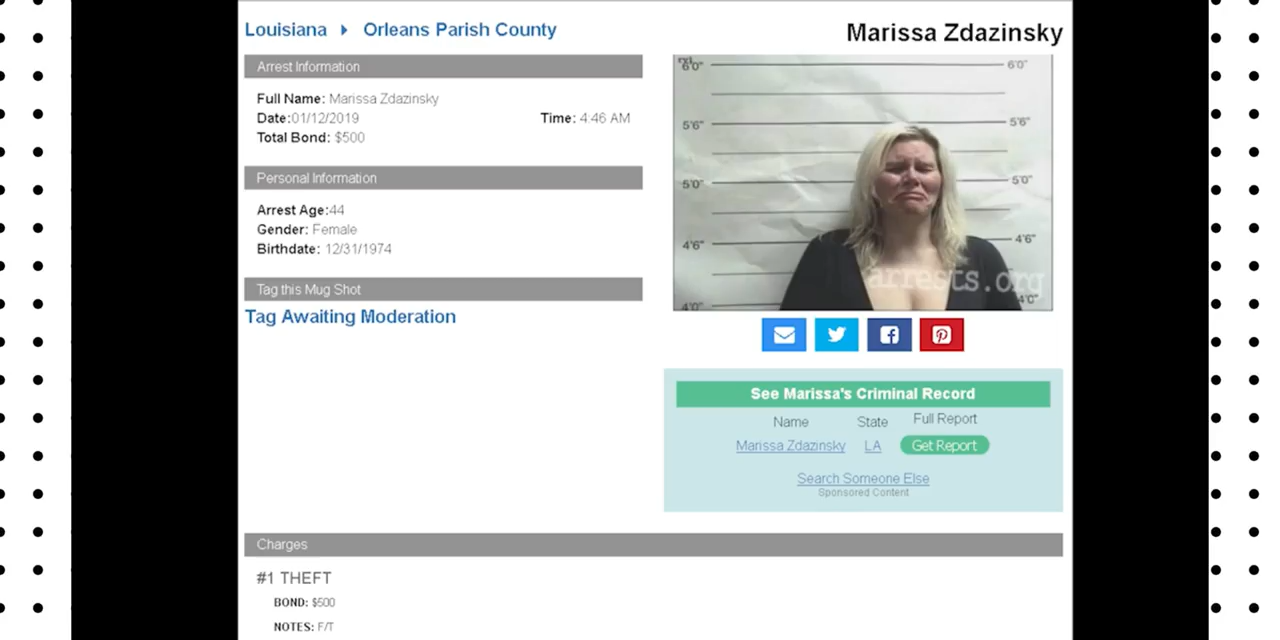 Louisiana Orleans Parish County
Marissa Zdazinsky
Arrest Information
Full Name: Marissa Zdazinsky
Date:01/12/2019 Time: 4:46 AM
Total Bond: $500
Personal Information
Arrest Age:44
Gender: Female
Birthdate: 12/31/1974
Tag this Mug Shot
Tag Awaiting Moderation
6'0" 6'0"
5'6" 5'6"
5'0" 5'0"
4'6" 4'6"
arrests.org
4'0" 4'0"
See Marissa's Criminal Record
Name State Full Report
Marissa Zdazinsky LA Get Report
Search Someone Else
Sponsored Content
Charges
#1 THEFT
BOND: $500
NOTES: F/T